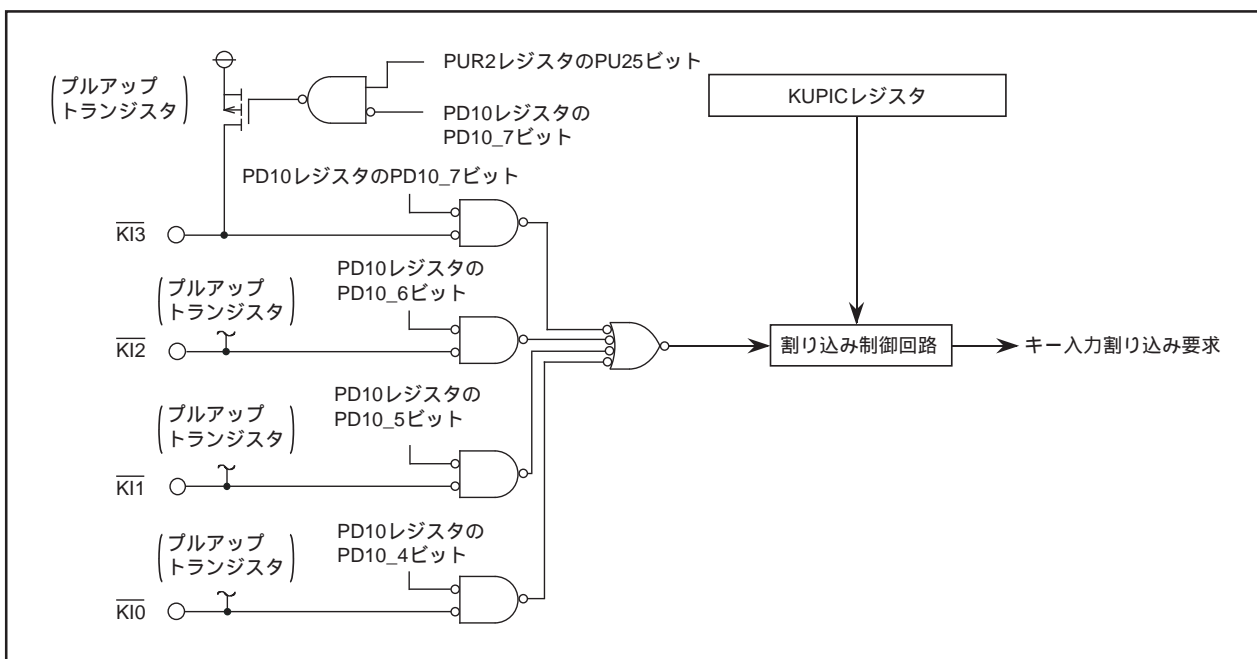 プルアップ
トランジスタ
PUR2レジスタのPU25ビット
PD10レジスタの
PD10_7ビット
KUPICレジスタ
PD10レジスタのPD10_7ビット
KI3
PD10レジスタの
PD10_6ビット
プルアップ
トランジスタ
KI2
割り込み制御回路
キー入力割り込み要求
PD10レジスタの
PD10_5ビット
プルアップ
トランジスタ
KI1
PD10レジスタの
PD10_4ビット
プルアップ
トランジスタ
KI0